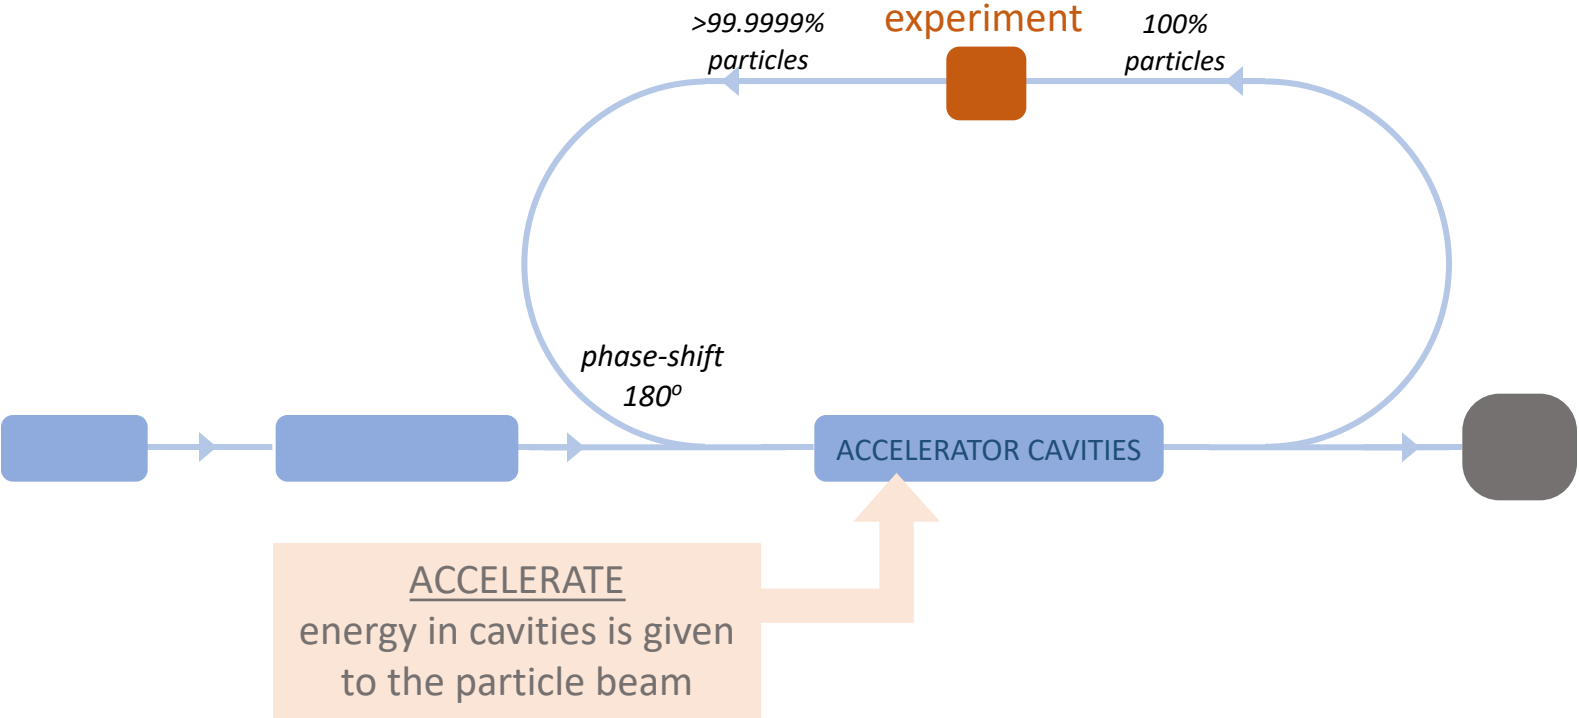 >99.9999%
particles
experiment
100%
particles
phase-shift
180º
ACCELERATOR CAVITIES
ACCELERATE
energy in cavities is given
to the particle beam